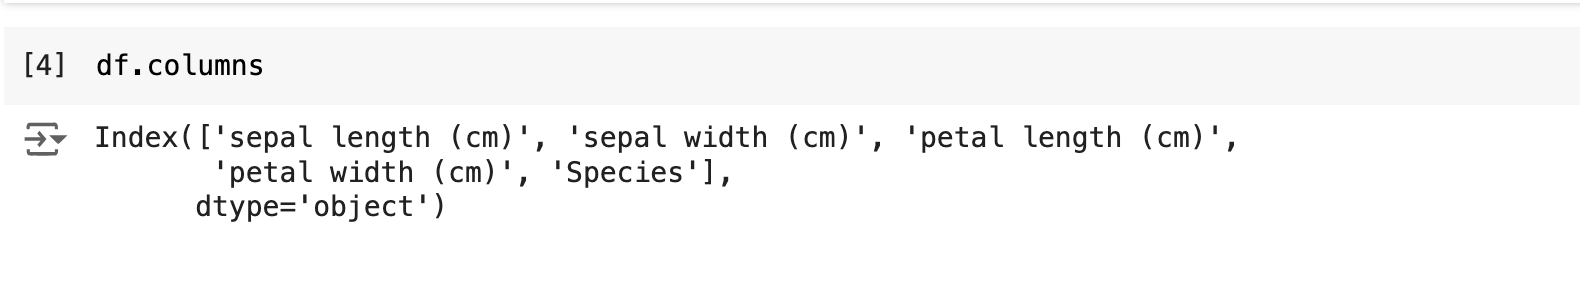 [4] df.columns
Index(['sepal length (cm)', 'sepal width (cm)', 'petal length (cm)',
'petal width (cm)', 'Species'],
dtype='object')